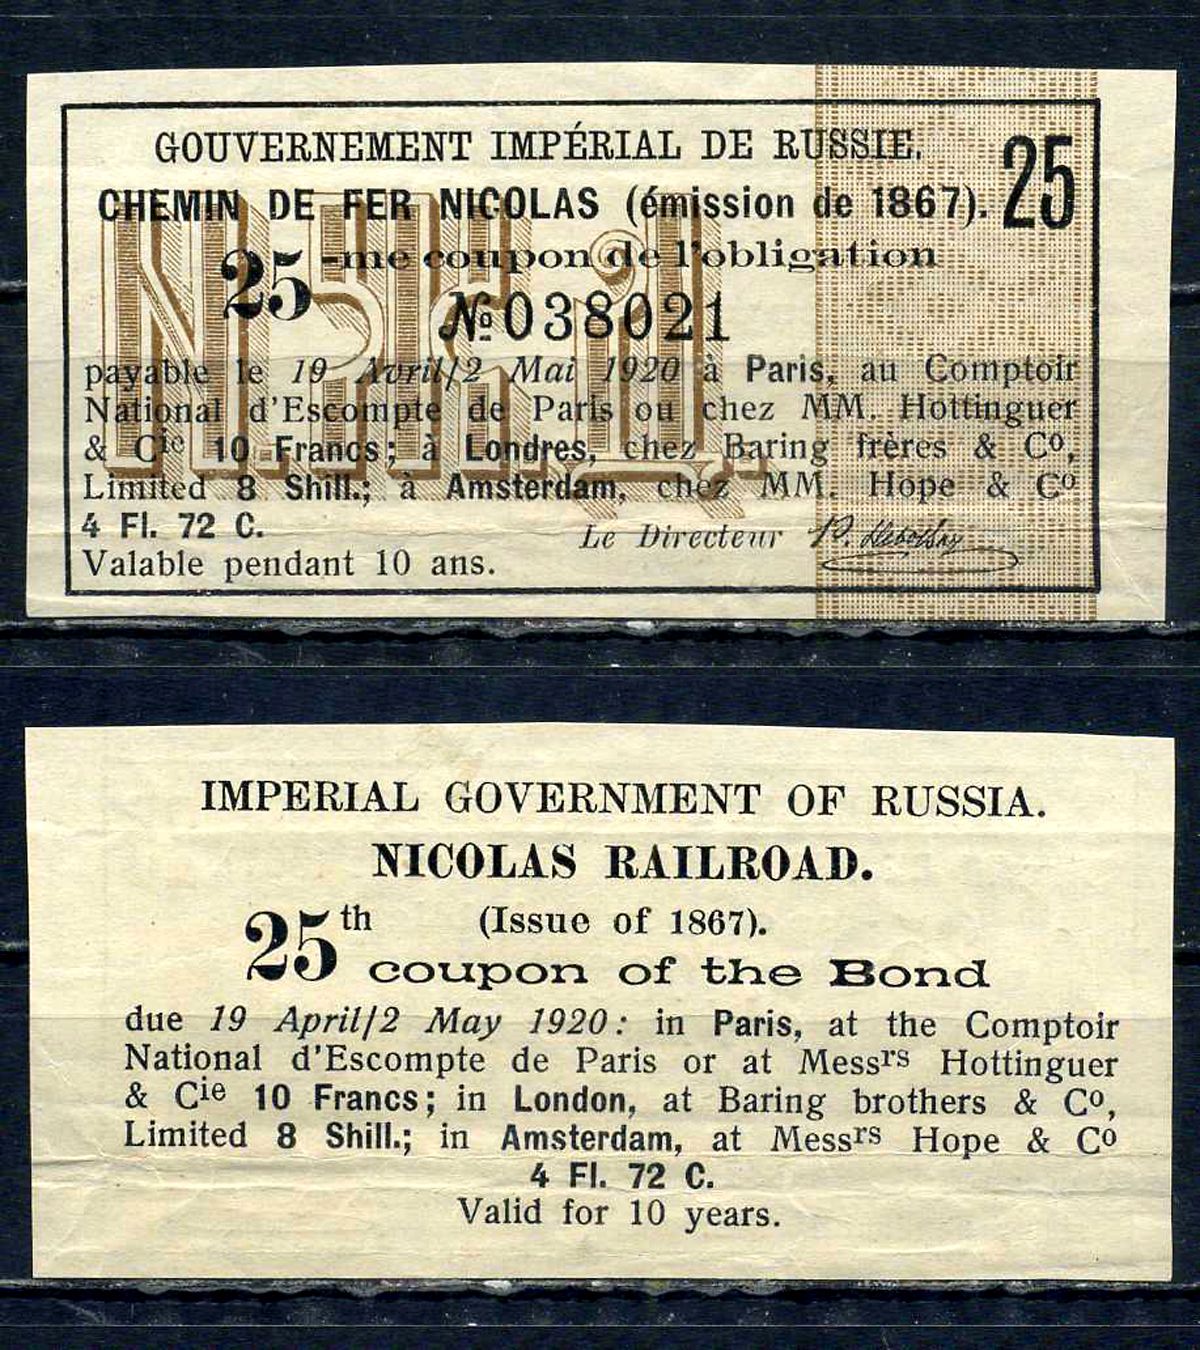 GOUVERNEMENT IMPÉRIAL DE RUSSIE.
CHEMIN DE FER NICOLAS (émission de 1867).
25
25-me coupon de l'obligation
№ 038021
payable le 19 Avril/2 Mai 1920 à Paris, au Comptoir
National d'Escompte de Paris ou chez MM. Hottinguer
& Cie 10 Francs; à Londres, chez Baring frères & Co,
Limited 8 Shill.; à Amsterdam, chez MM. Hope & Co
4 Fl. 72 C.
Le Directeur
Valable pendant 10 ans.
IMPERIAL GOVERNMENT OF RUSSIA.
NICOLAS RAILROAD.
(Issue of 1867).
25th coupon of the Bond
due 19 April/2 May 1920: in Paris, at the Comptoir
National d'Escompte de Paris or at Messrs Hottinguer
& Cie 10 Francs; in London, at Baring brothers & Co,
Limited 8 Shill.; in Amsterdam, at Messrs Hope & Co
4 Fl. 72 C.
Valid for 10 years.